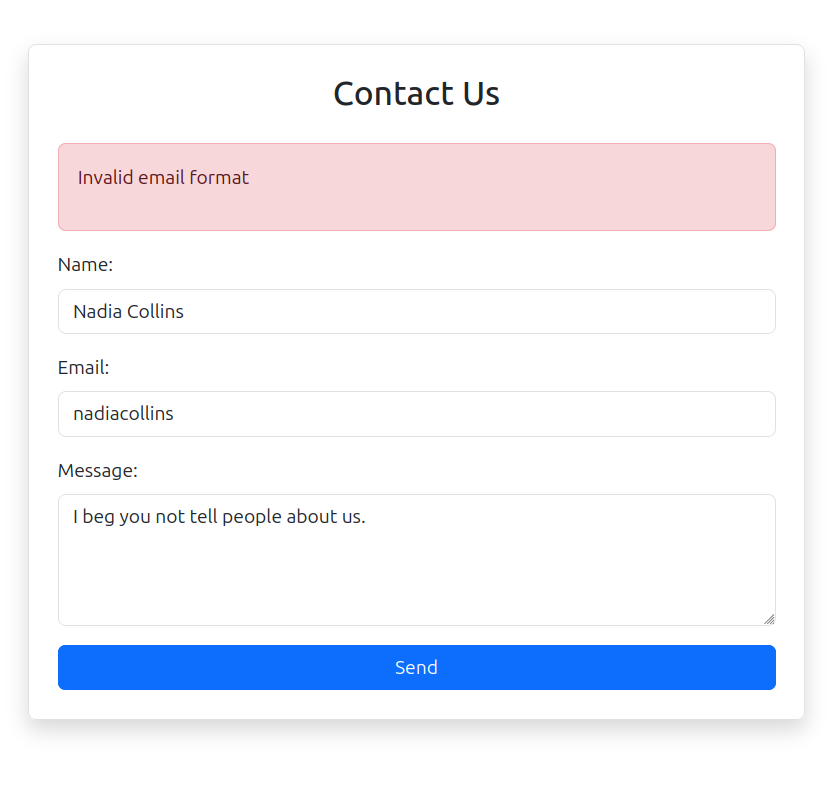 Contact Us
Invalid email format
Name:
Nadia Collins
Email:
nadiacollins
Message:
I beg you not tell people about us.
Send